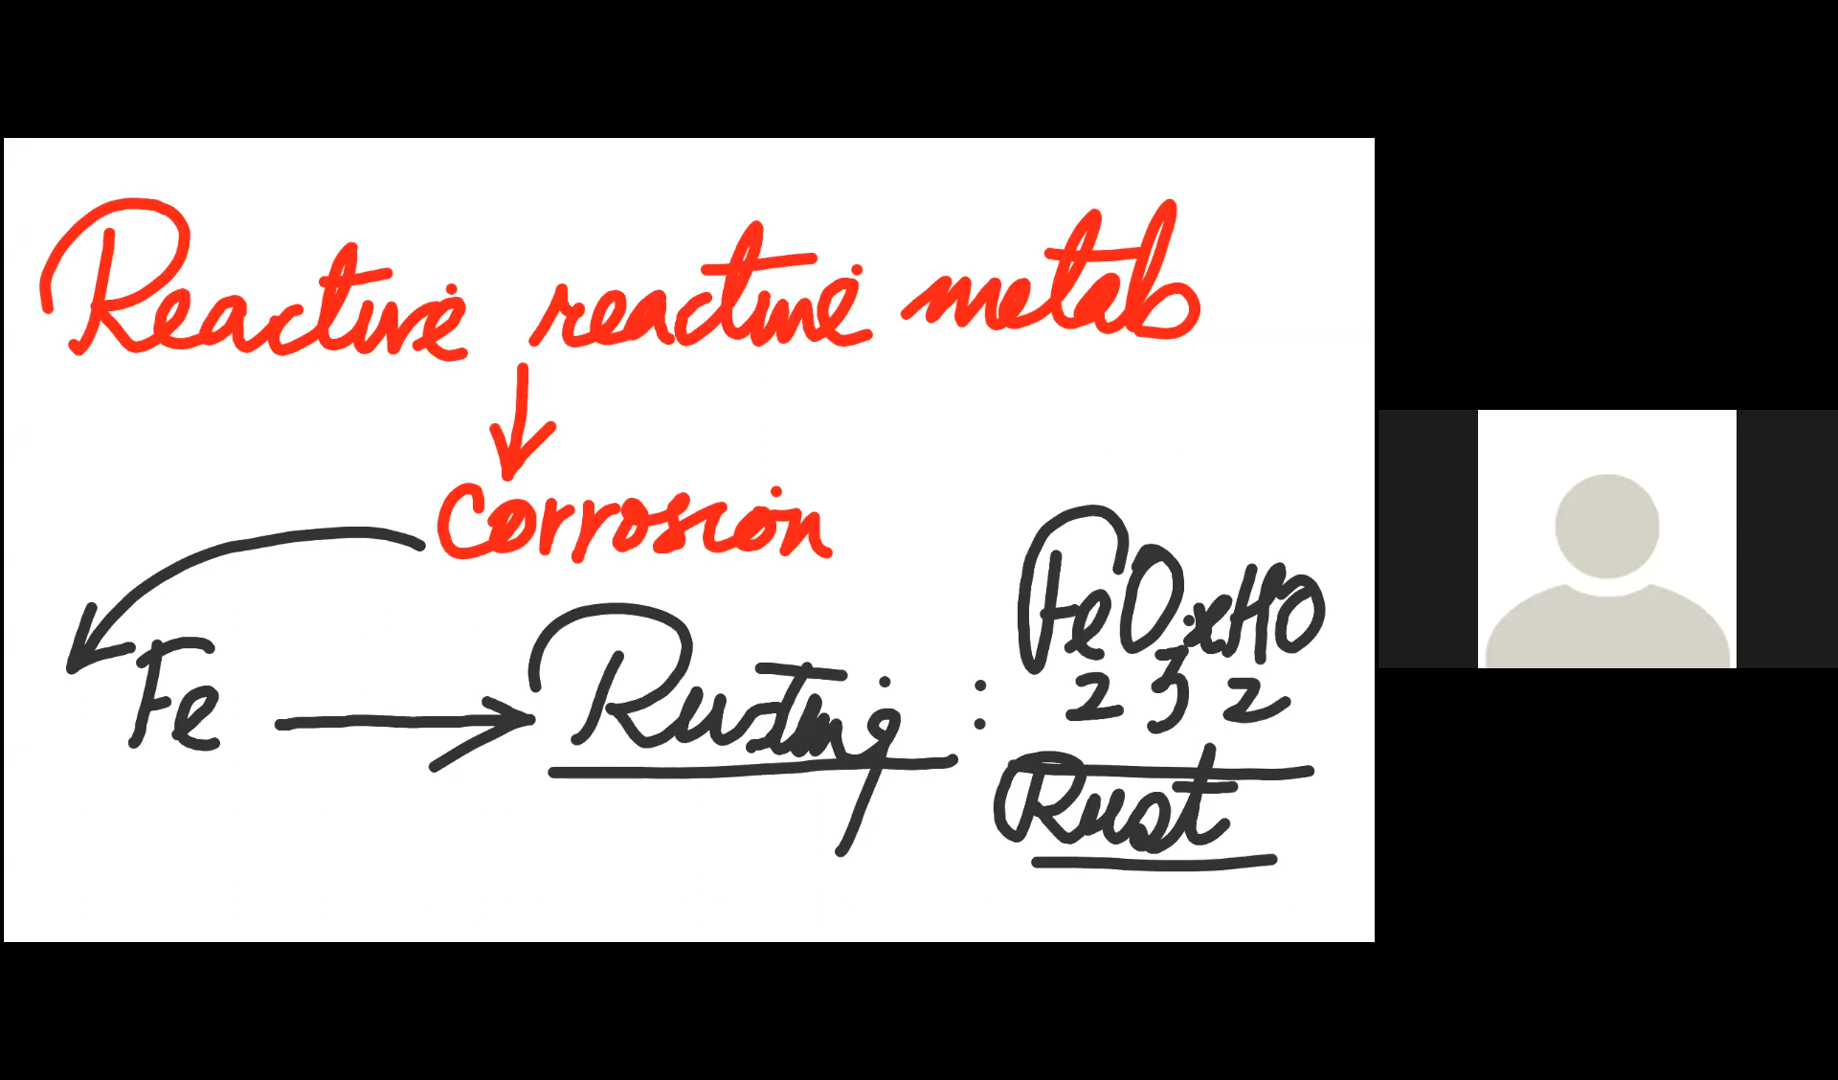 Reactive reactive metals
Corrosion
Fe → Rusting : Fe₂O₃.xH₂O
Rust